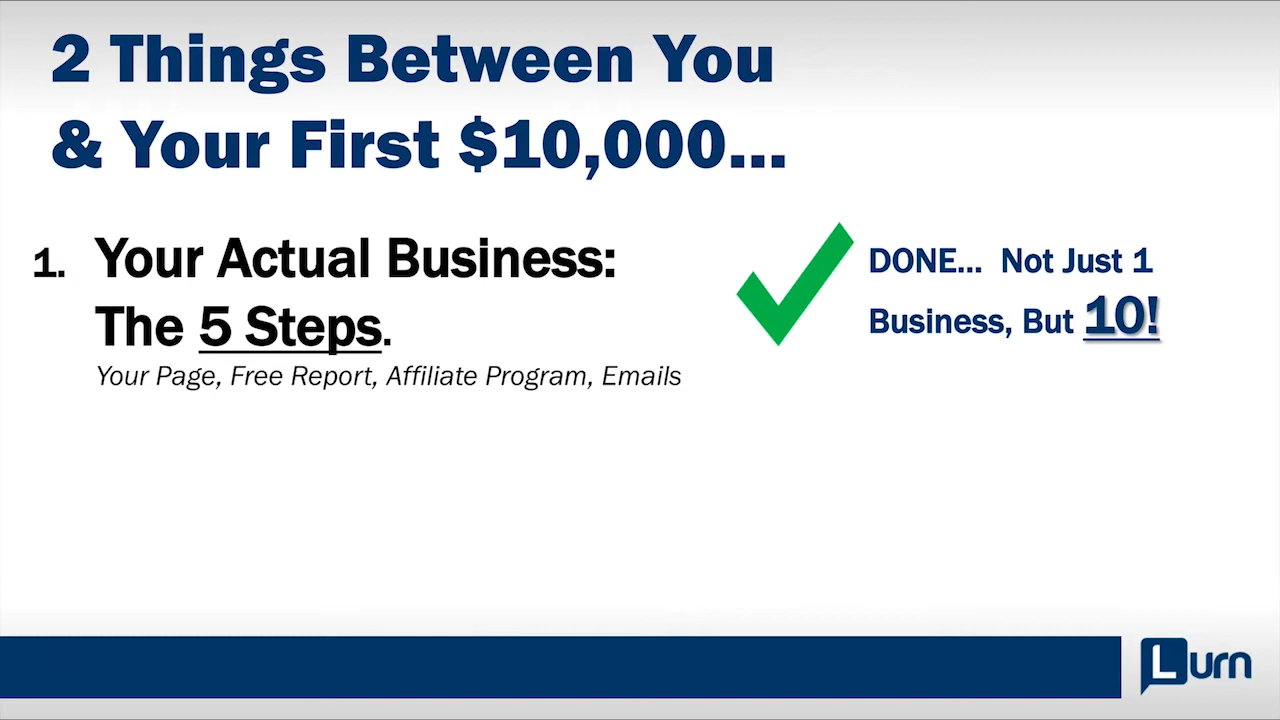 2 Things Between You
& Your First $10,000...
1. Your Actual Business:
The 5 Steps.
Your Page, Free Report, Affiliate Program, Emails
DONE... Not Just 1
Business, But 10!
Lurn